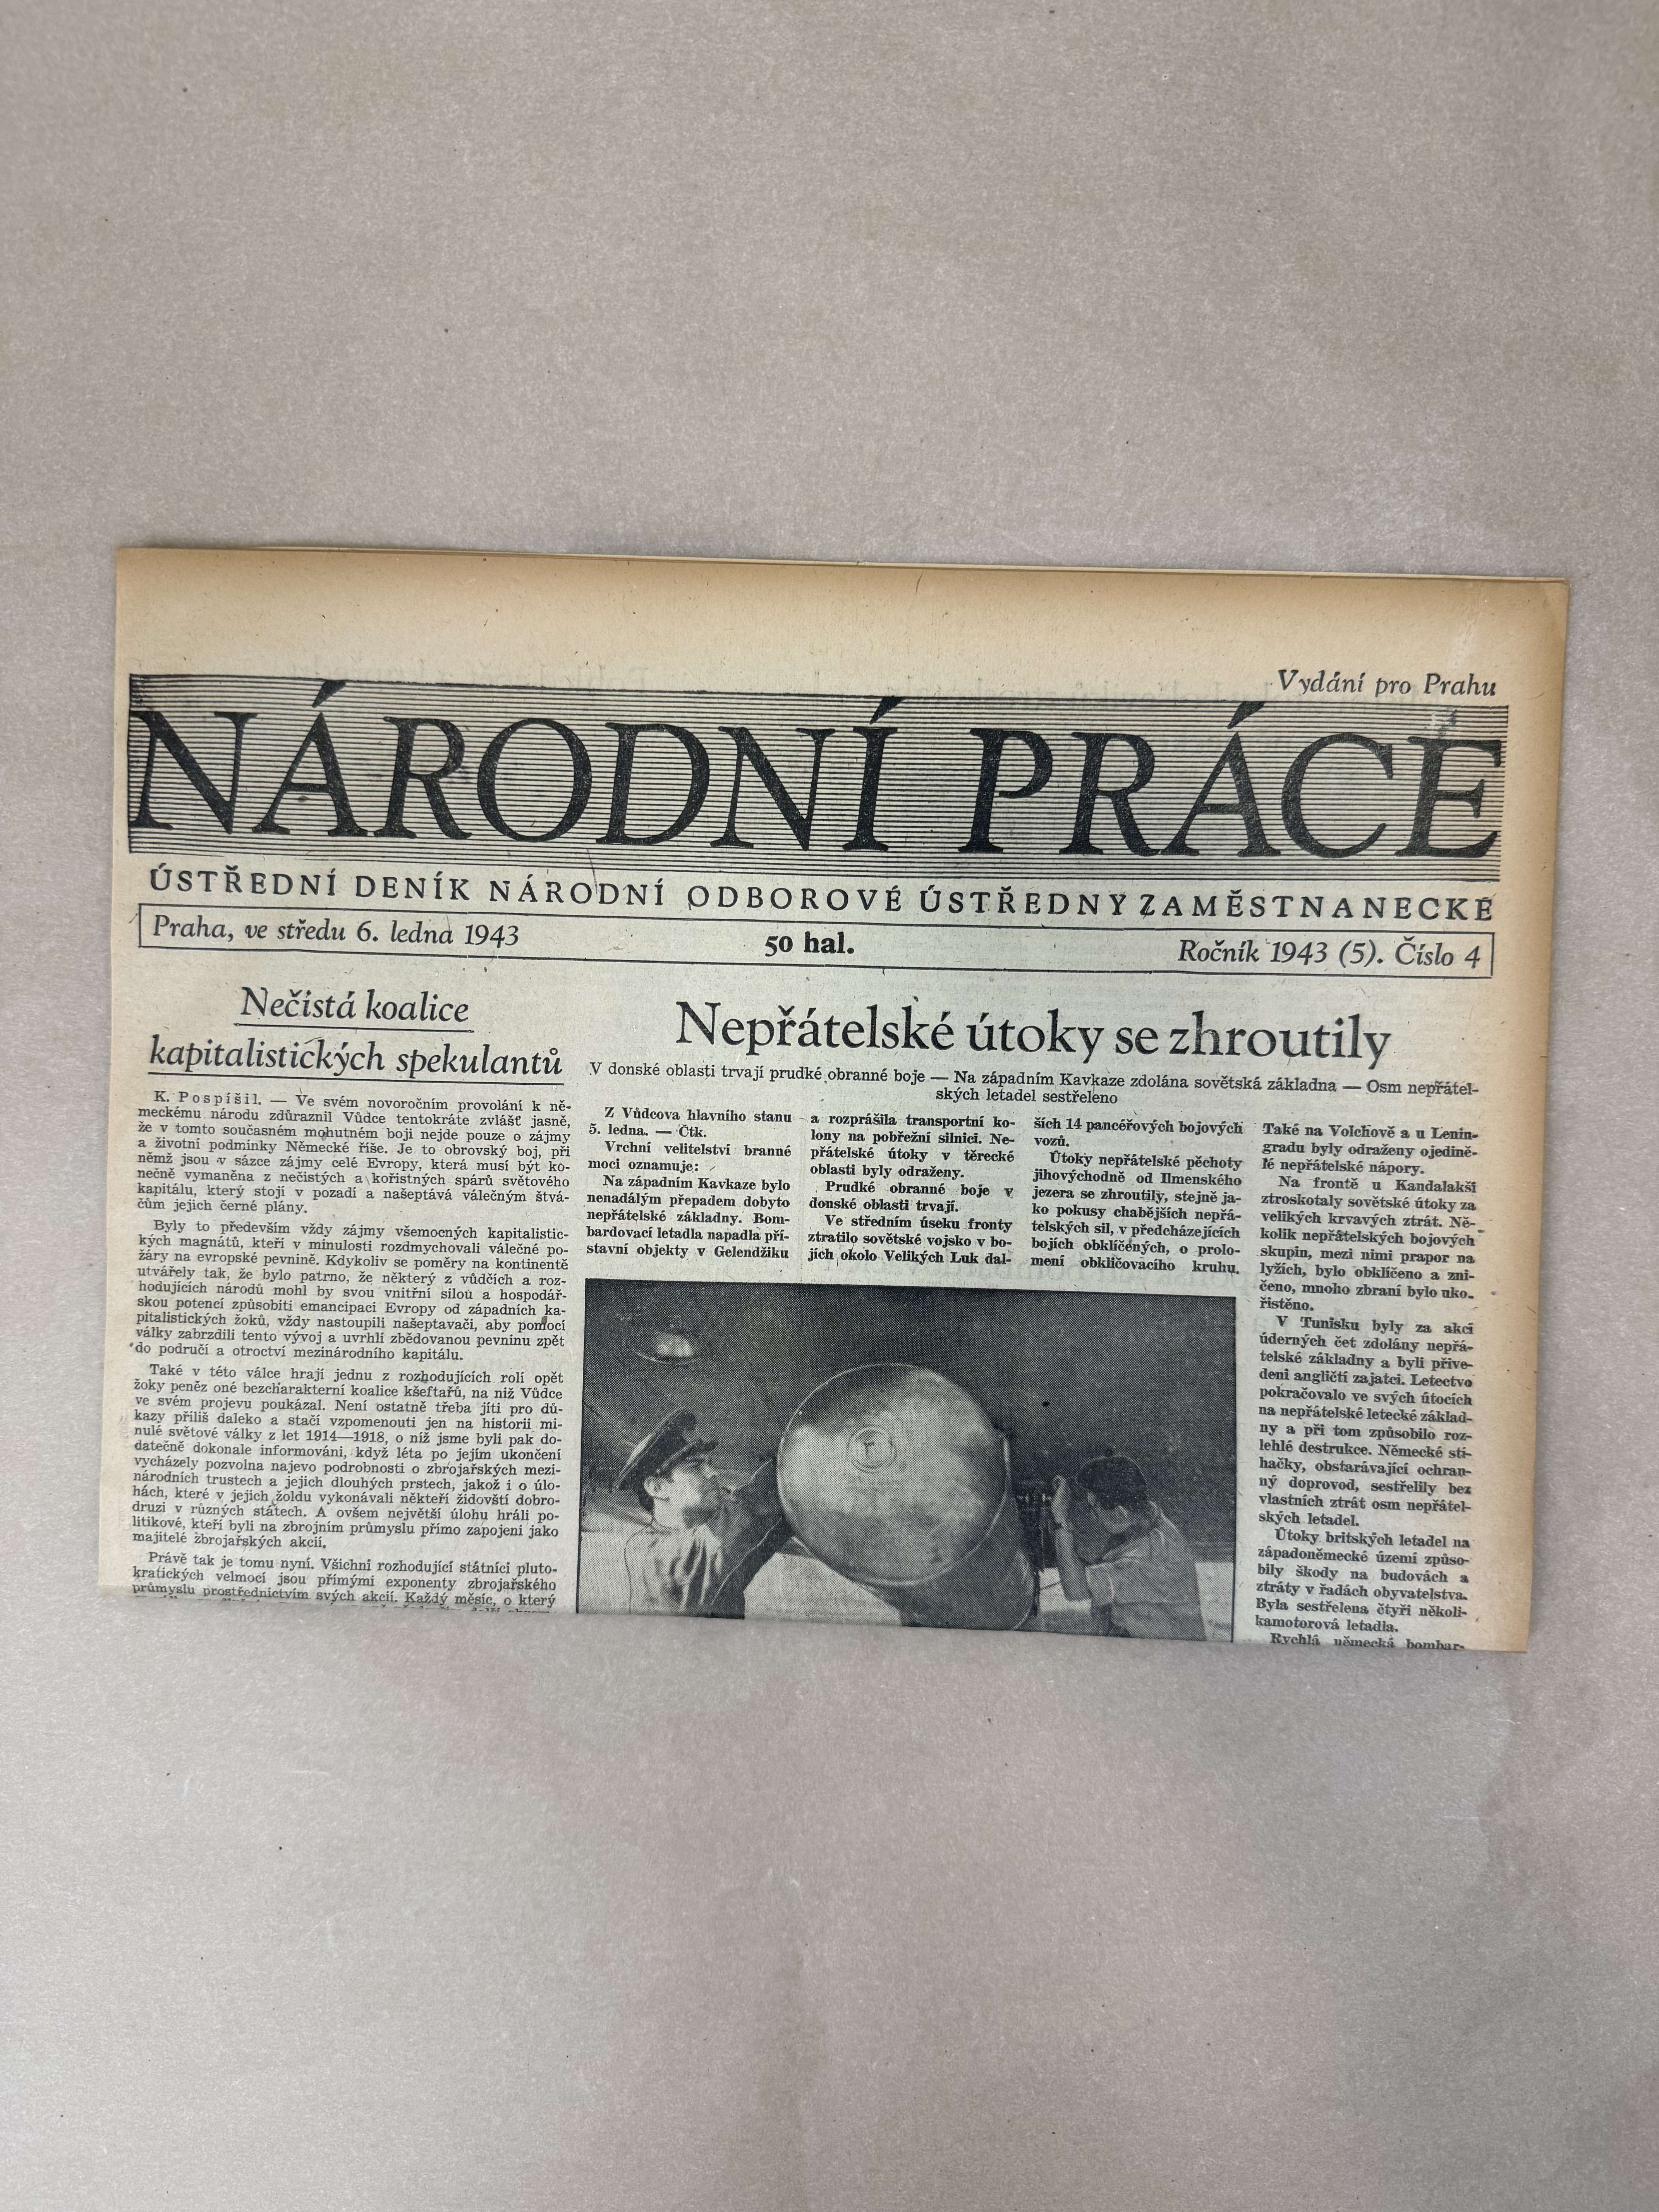 Vydání pro Prahu
NÁRODNÍ PRÁCE
ÚSTŘEDNÍ DENÍK NÁRODNÍ ODBOROVÉ ÚSTŘEDNY ZAMĚSTNANECKÉ
Praha, ve středu 6. ledna 1943
50 hal.
Ročník 1943 (5). Číslo 4
Nečistá koalice
kapitalistických spekulantů
K. Pospíšil. — Ve svém novoročním provolání k ně-
meckému národu zdůraznil Vůdce tentokráte zvlášť jasně,
že v tomto současném mohutném boji nejde pouze o zájmy
a životní podmínky Německé říše. Je to obrovský boj, při
němž jsou v sázce zájmy celé Evropy, která musí být ko-
nečně vymaněna z nečistých a kořistných spárů světového
kapitálu, který stojí v pozadí a našeptává válečným štvá-
čům jejich černé plány.
Byly to především vždy zájmy všemocných kapitalistic-
kých magnátů, kteří v minulosti rozdmychovali válečné po-
žáry na evropské pevnině. Kdykoliv se poměry na kontinentě
utvářely tak, že bylo patrno, že některý z vůdčích a roz-
hodujících národů mohl by svou vnitřní silou a hospodář-
skou potencí způsobiti emancipaci Evropy od západních ka-
pitalistických žoků, vždy nastoupili našeptavači, aby pomocí
války zabrzdili tento vývoj a uvrhli zbědovanou pevninu zpět
do područí a otroctví mezinárodního kapitálu.
Také v této válce hrají jednu z rozhodujících rolí opět
žoky peněz oné bezcharakterní koalice kšeftařů, na niž Vůdce
ve svém projevu poukázal. Není ostatně třeba jíti pro dů-
kazy příliš daleko a stačí vzpomenouti jen na historii mi-
nulé světové války z let 1914—1918, o níž jsme byli pak do-
datečně dokonale informováni, když léta po jejím ukončení
vycházely pozvolna najevo podrobnosti o zbrojařských mezi-
národních trustech a jejich dlouhých prstech, jakož i o úlo-
hách, které v jejich žoldu vykonávali někteří židovští dobro-
druzi v různých státech. A ovšem největší úlohu hráli po-
litikové, kteří byli na zbrojním průmyslu přímo zapojeni jako
majitelé zbrojařských akcií.
Právě tak je tomu nyní. Všichni rozhodující státníci pluto-
kratických velmocí jsou přímými exponenty zbrojařského
průmyslu prostřednictvím svých akcií. Každý měsíc, o který
Nepřátelské útoky se zhroutily
V donské oblasti trvají prudké obranné boje — Na západním Kavkaze zdolána sovětská základna — Osm nepřátel-
ských letadel sestřeleno
Z Vůdcova hlavního stanu
5. ledna. — Čtk.
Vrchní velitelství branné
moci oznamuje:
Na západním Kavkaze bylo
nenadálým přepadem dobyto
nepřátelské základny. Bom-
bardovací letadla napadla pří-
stavní objekty v Gelendžiku
a rozprášila transportní ko-
lony na pobřežní silnici. Ne-
přátelské útoky v těrecké
oblasti byly odraženy.
Prudké obranné boje v
donské oblasti trvají.
Ve středním úseku fronty
ztratilo sovětské vojsko v bo-
jích okolo Velikých Luk dal-
ších 14 pancéřových bojových
vozů.
Útoky nepřátelské pěchoty
jihovýchodně od Ilmenského
jezera se zhroutily, stejně ja-
ko pokusy chabějších nepřá-
telských sil, v předcházejících
bojích obklíčených, o prolo-
mení obkličovacího kruhu.
Také na Volchově a u Lenin-
gradu byly odraženy ojedině-
lé nepřátelské nápory.
Na frontě u Kandalakši
ztroskotaly sovětské útoky za
velikých krvavých ztrát. Ně-
kolik nepřátelských bojových
skupin, mezi nimi prapor na
lyžích, bylo obklíčeno a zni-
čeno, mnoho zbraní bylo uko-
řistěno.
V Tunisku byly za akcí
úderných čet zdolány nepřá-
telské základny a byli přive-
deni angličtí zajatci. Letectvo
pokračovalo ve svých útocích
na nepřátelské letecké základ-
ny a při tom způsobilo roz-
lehlé destrukce. Německé stí-
hačky, obstarávající ochran-
ný doprovod, sestřelily bez
vlastních ztrát osm nepřátel-
ských letadel.
Útoky britských letadel na
západoněmecké území způso-
bily škody na budovách a
ztráty v řadách obyvatelstva.
Byla sestřelena čtyři několi-
kamotorová letadla.
Rychlá německá bombar-